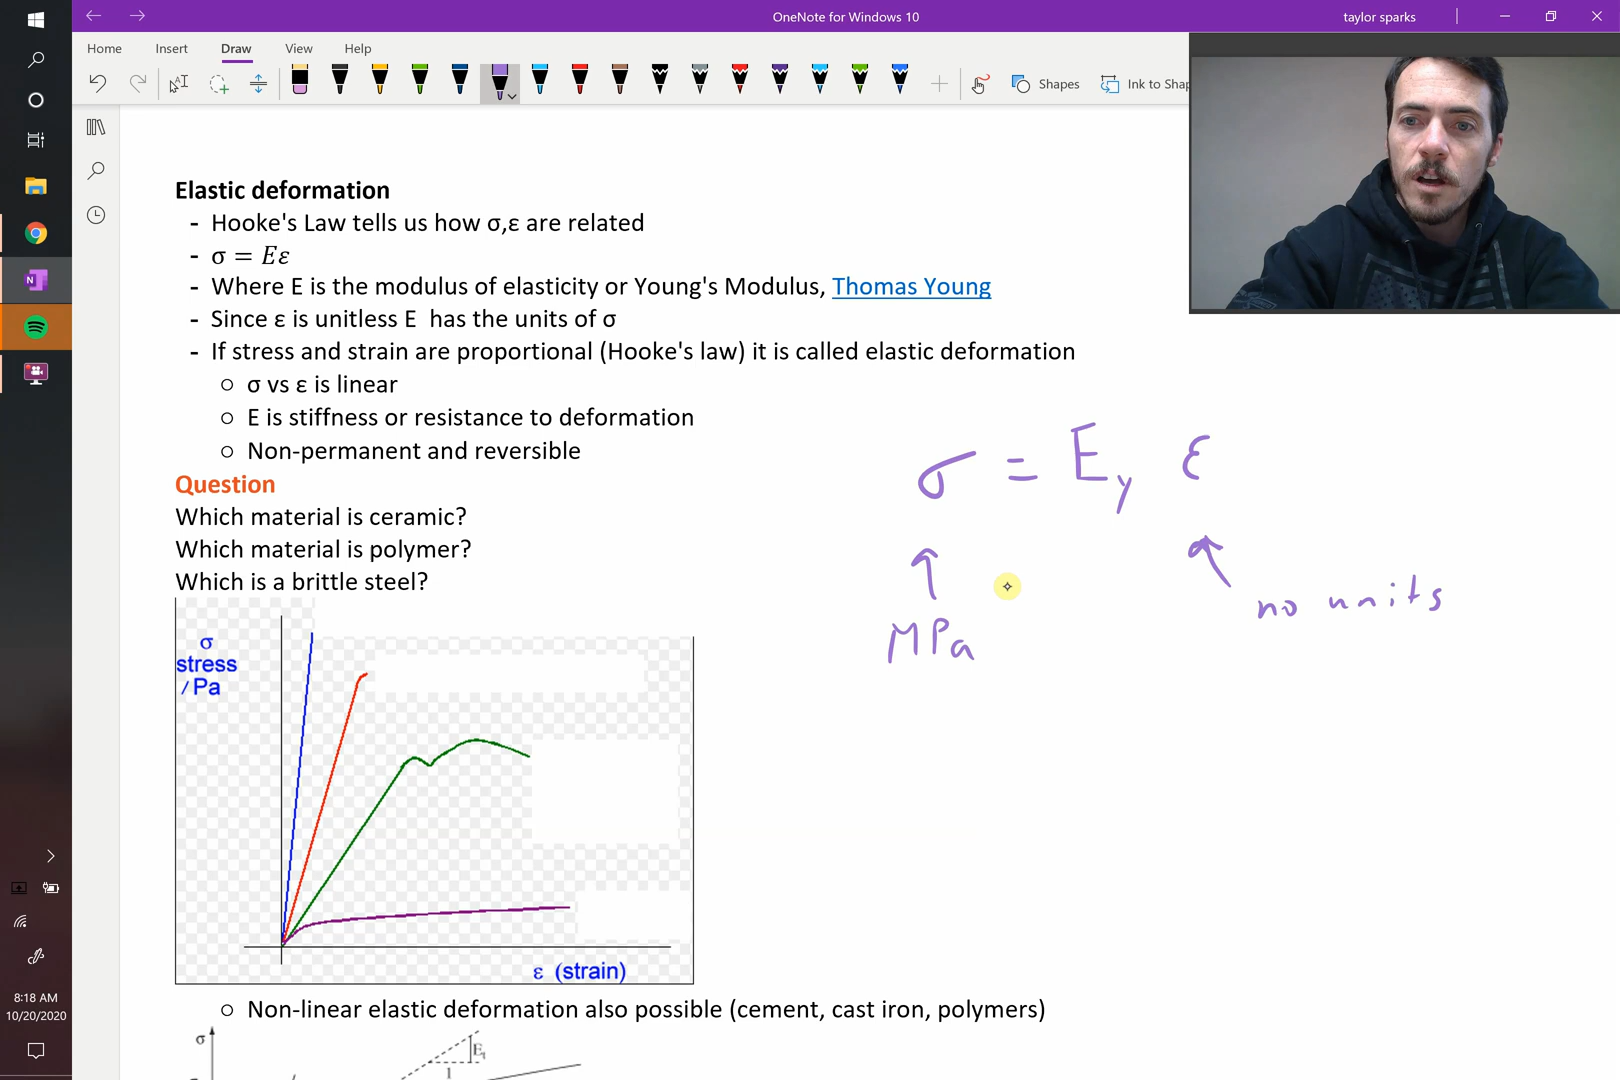 OneNote for Windows 10
taylor sparks
Home Insert Draw View Help
Shapes
Ink to Shap
Elastic deformation
- Hooke's Law tells us how σ,ε are related
- σ = Eε
- Where E is the modulus of elasticity or Young's Modulus, Thomas Young
- Since ε is unitless E has the units of σ
- If stress and strain are proportional (Hooke's law) it is called elastic deformation
○ σ vs ε is linear
○ E is stiffness or resistance to deformation
○ Non-permanent and reversible
σ = Ey ε
MPa
no units
Question
Which material is ceramic?
Which material is polymer?
Which is a brittle steel?
σ
stress
/ Pa
ε (strain)
○ Non-linear elastic deformation also possible (cement, cast iron, polymers)
σ
Et
1
8:18 AM
10/20/2020